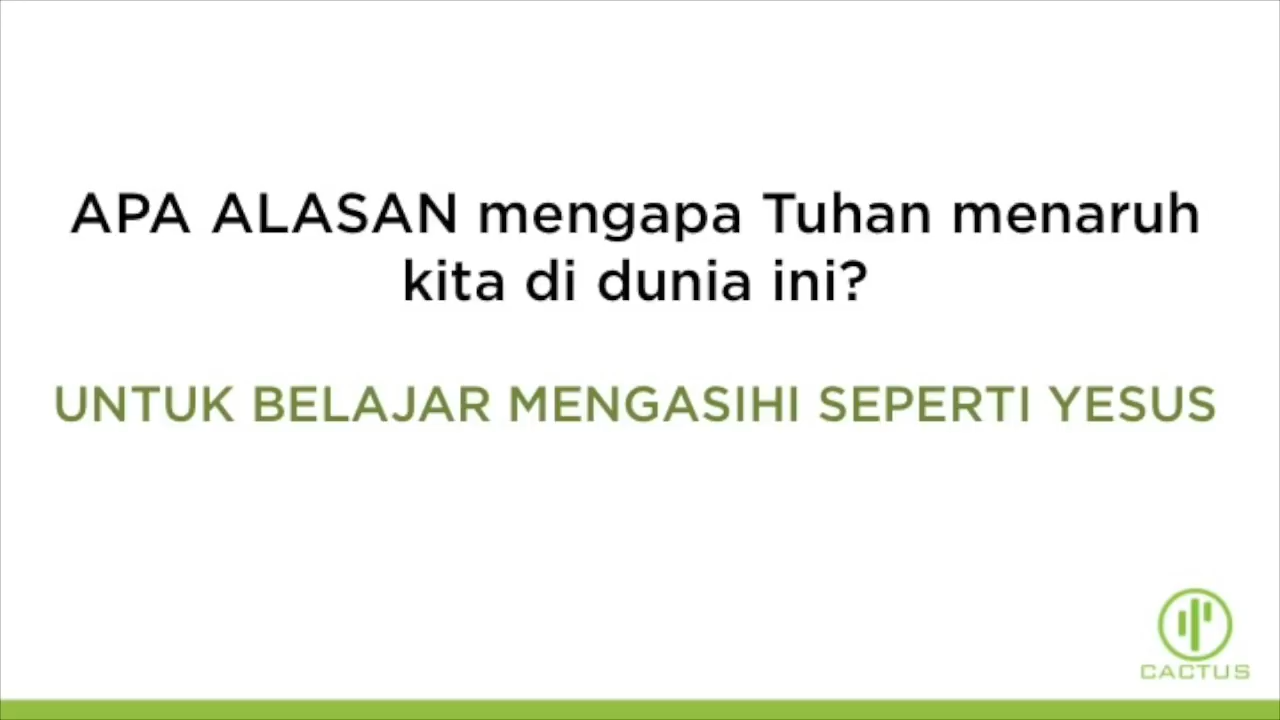 APA ALASAN mengapa Tuhan menaruh
kita di dunia ini?
UNTUK BELAJAR MENGASIHI SEPERTI YESUS
CACTUS